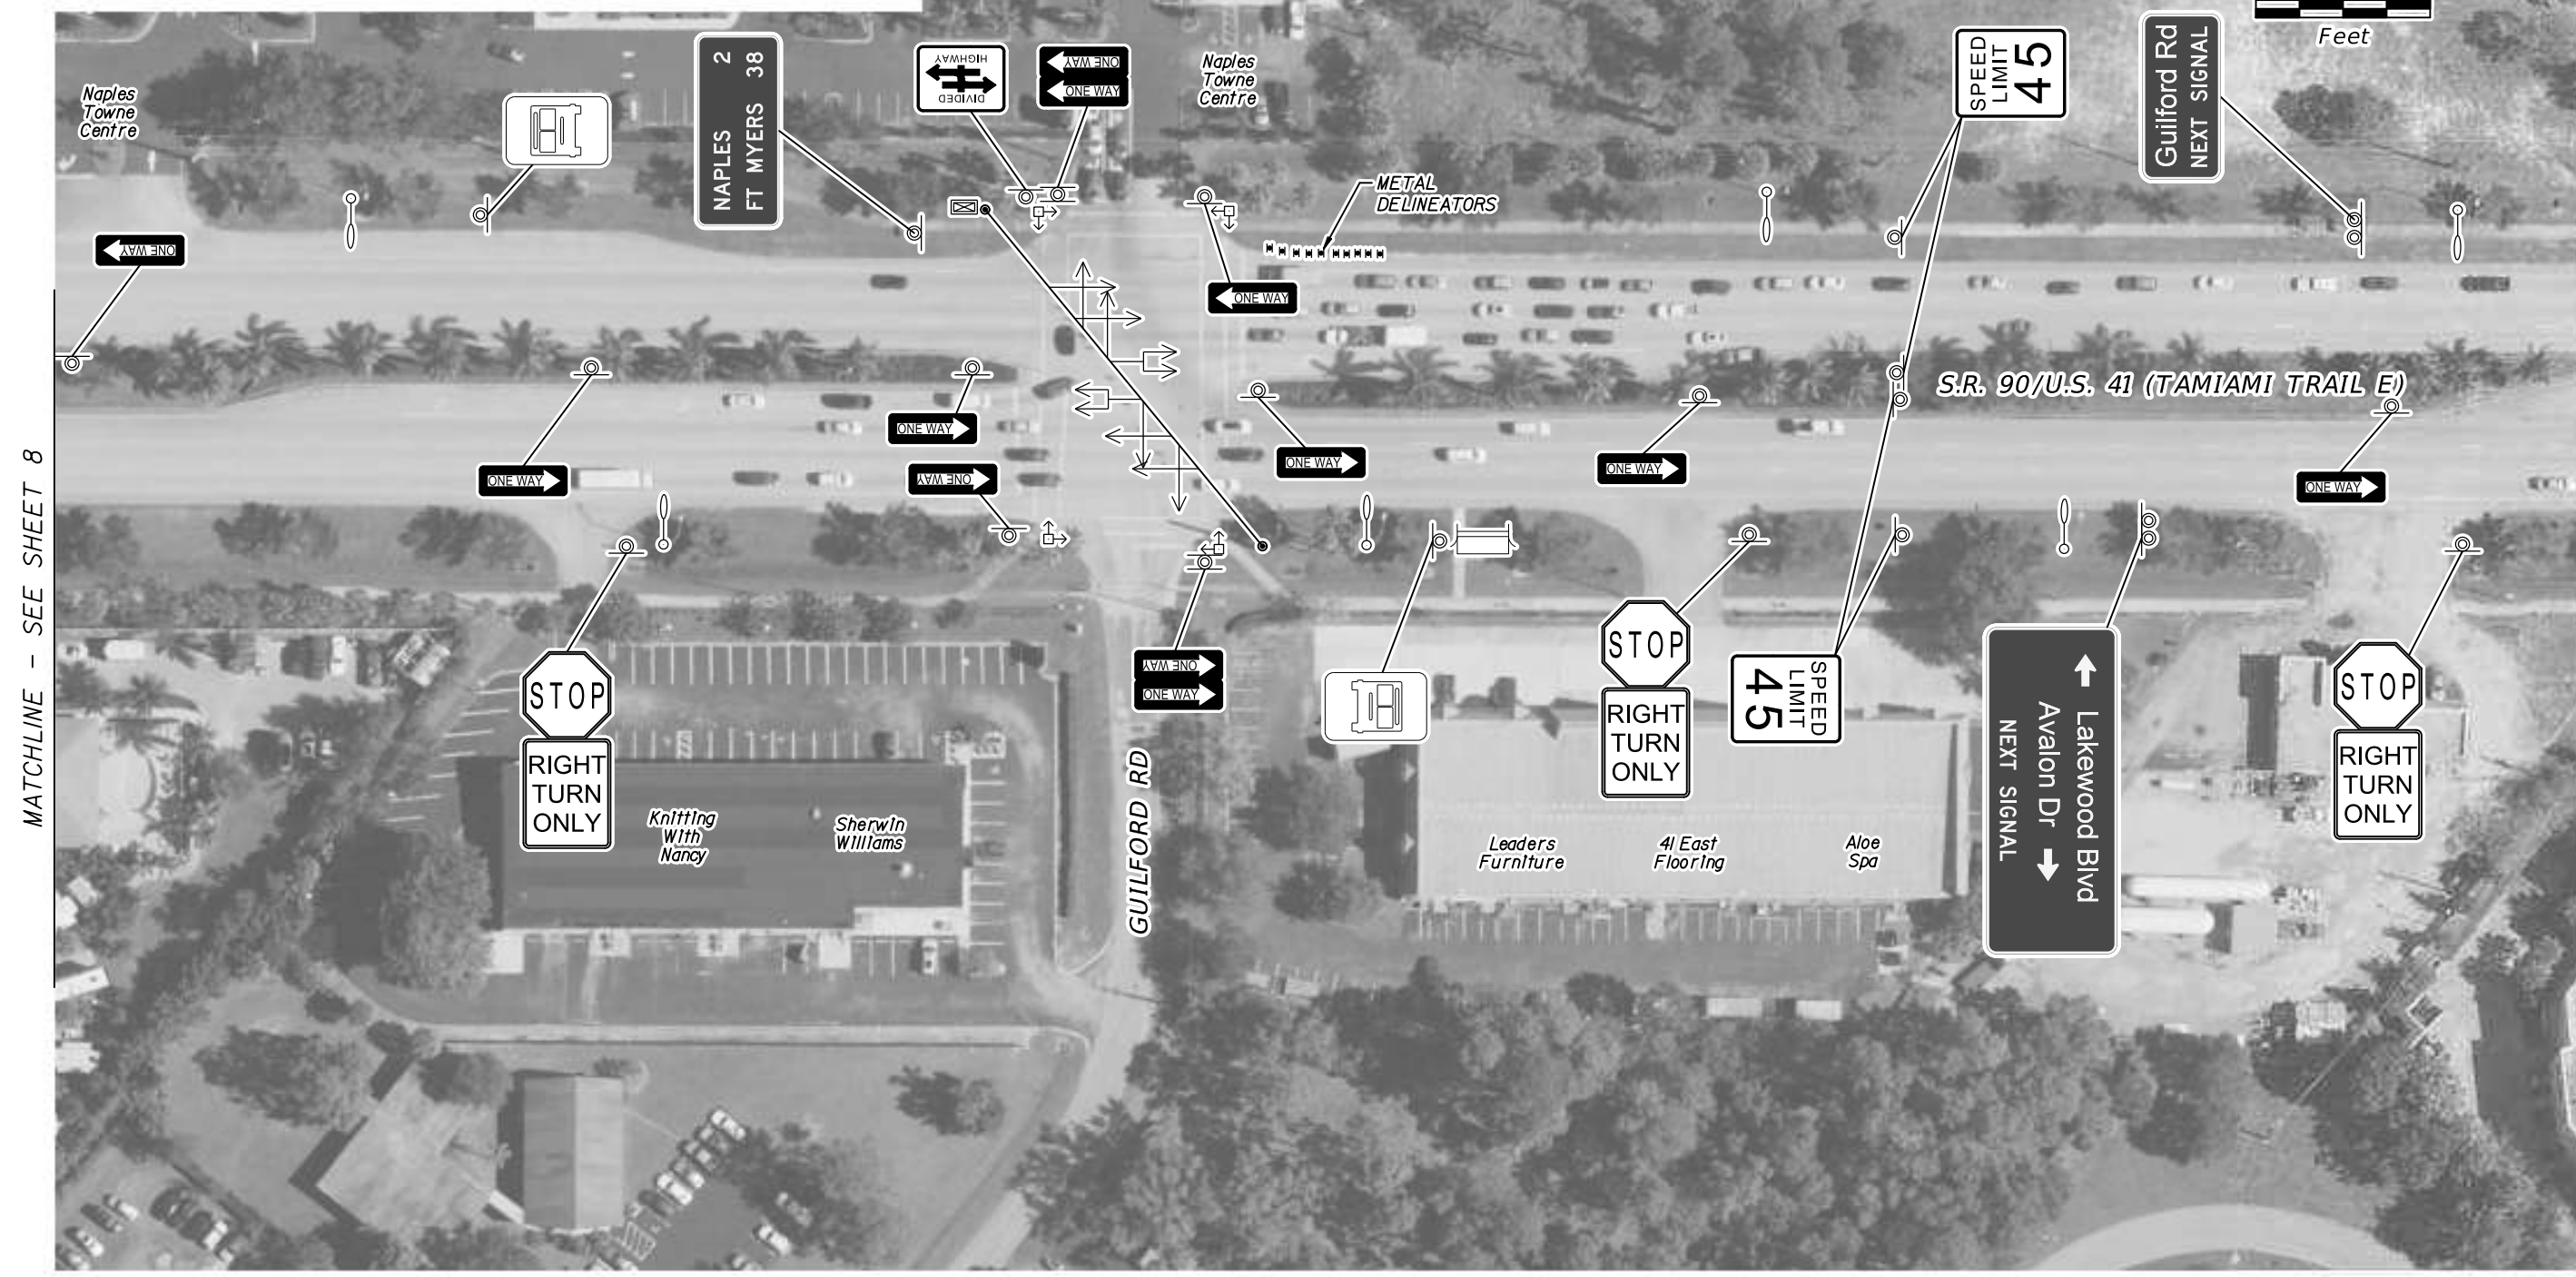 Feet
Naples
Towne
Centre
NAPLES 2
FT MYERS 38
DIVIDED
HIGHWAY
ONE WAY
ONE WAY
Naples
Towne
Centre
SPEED
LIMIT
45
Guilford Rd
NEXT SIGNAL
METAL
DELINEATORS
ONE WAY
ONE WAY
S.R. 90/U.S. 41 (TAMIAMI TRAIL E)
ONE WAY
ONE WAY
ONE WAY
ONE WAY
ONE WAY
ONE WAY
MATCHLINE - SEE SHEET 8
STOP
RIGHT
TURN
ONLY
ONE WAY
ONE WAY
STOP
RIGHT
TURN
ONLY
SPEED
LIMIT
45
Lakewood Blvd
Avalon Dr
NEXT SIGNAL
STOP
RIGHT
TURN
ONLY
Knitting
With
Nancy
Sherwin
Williams
GUILFORD RD
Leaders
Furniture
41 East
Flooring
Aloe
Spa